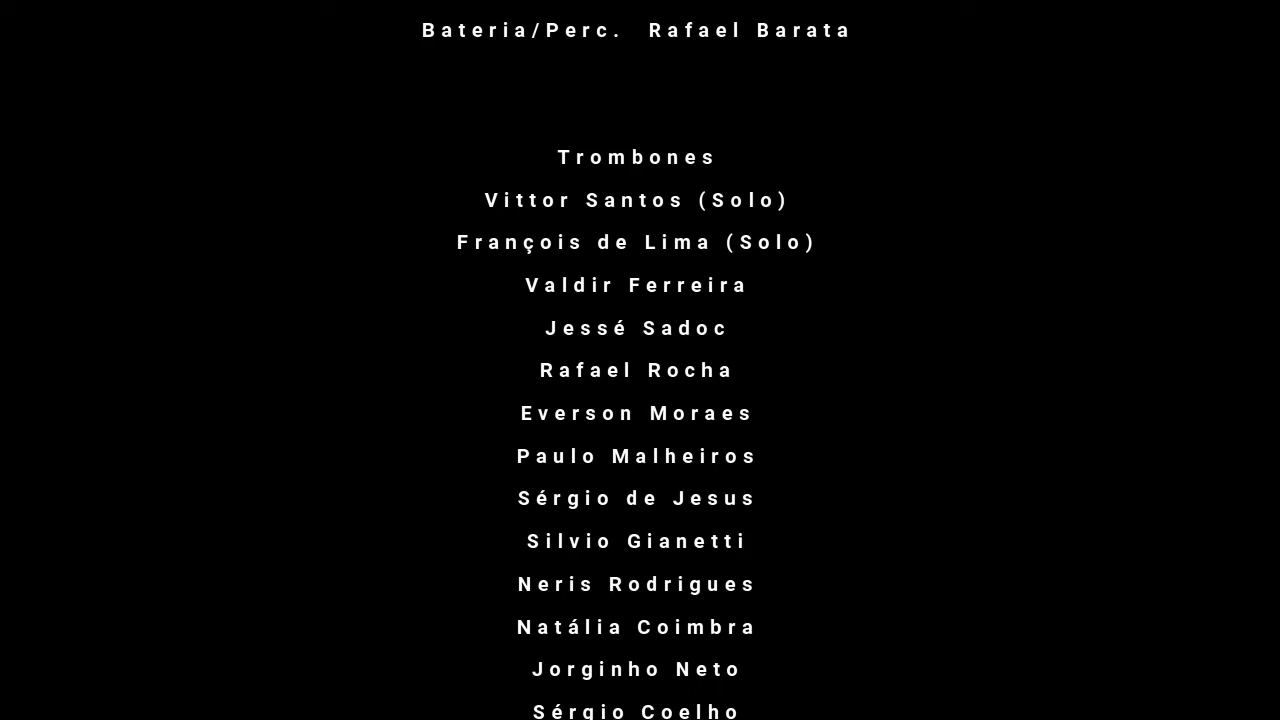 Bateria/Perc. Rafael Barata
Trombones
Vittor Santos (Solo)
François de Lima (Solo)
Valdir Ferreira
Jessé Sadoc
Rafael Rocha
Everson Moraes
Paulo Malheiros
Sérgio de Jesus
Silvio Gianetti
Neris Rodrigues
Natália Coimbra
Jorginho Neto
Sérgio Coelho